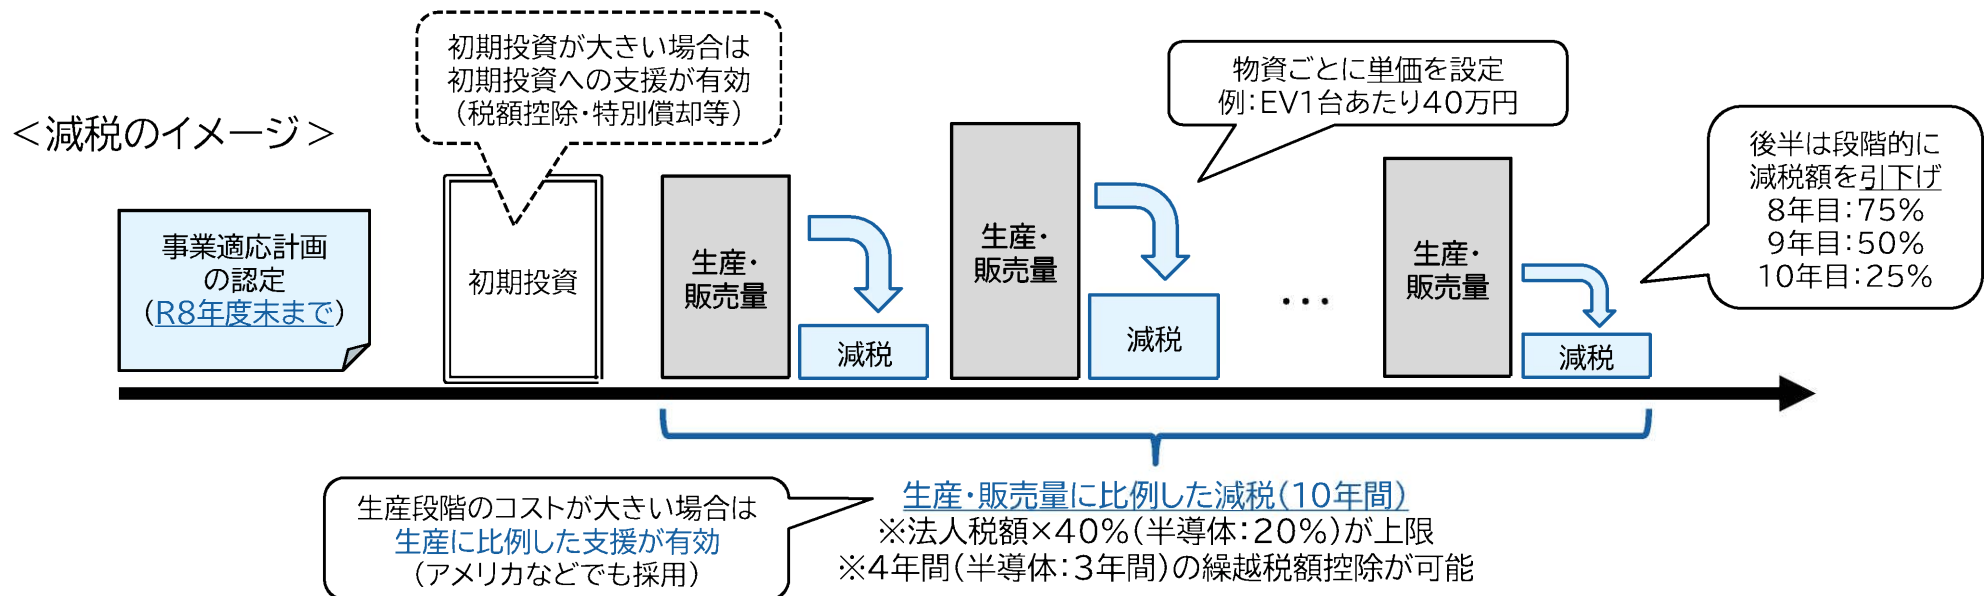 ＜減税のイメージ＞
事業適応計画
の認定
（R8年度末まで）
初期投資が大きい場合は
初期投資への支援が有効
（税額控除・特別償却等）
初期投資
生産・
販売量
減税
生産・
販売量
減税
物資ごとに単価を設定
例：EV1台あたり40万円
…
生産・
販売量
減税
後半は段階的に
減税額を引下げ
8年目：75％
9年目：50％
10年目：25％
生産段階のコストが大きい場合は
生産に比例した支援が有効
（アメリカなどでも採用）
生産・販売量に比例した減税（10年間）
※法人税額×40％（半導体：20％）が上限
※4年間（半導体：3年間）の繰越税額控除が可能